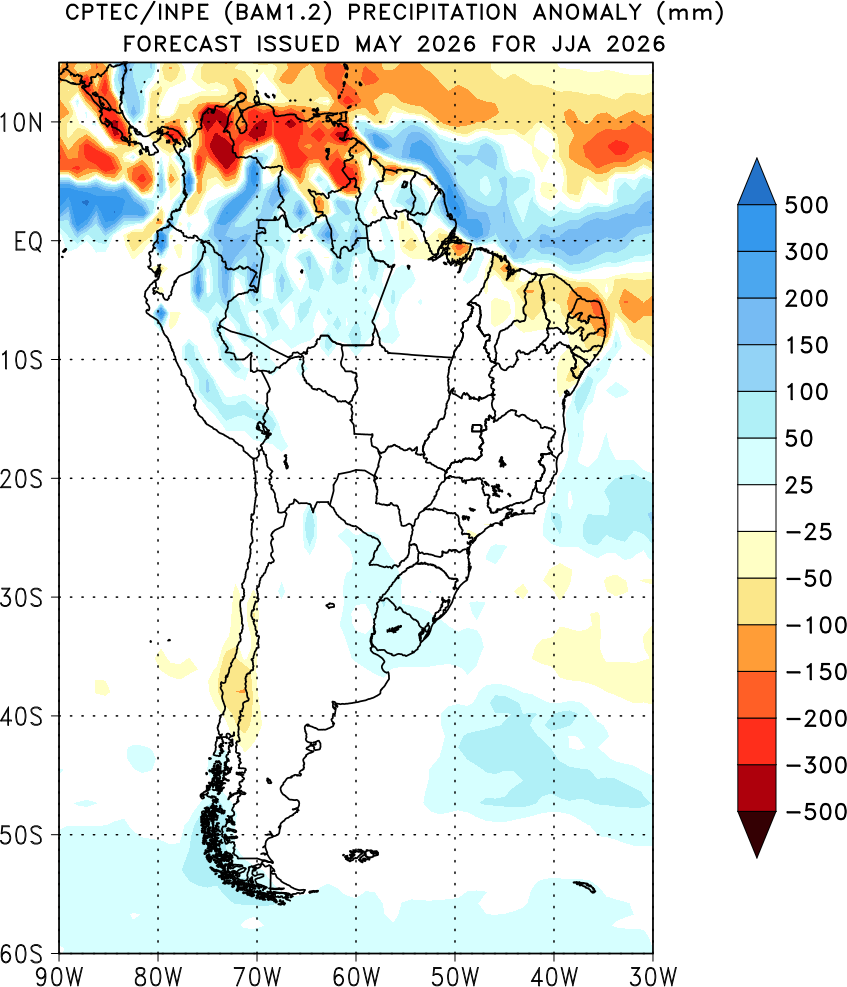 CPTEC/INPE (BAM1.2) PRECIPITATION ANOMALY (mm)
FORECAST ISSUED MAY 2026 FOR JJA 2026
10N
EQ
10S
20S
30S
40S
50S
60S
90W 80W 70W 60W 50W 40W 30W
500
300
200
150
100
50
25
−25
−50
−100
−150
−200
−300
−500